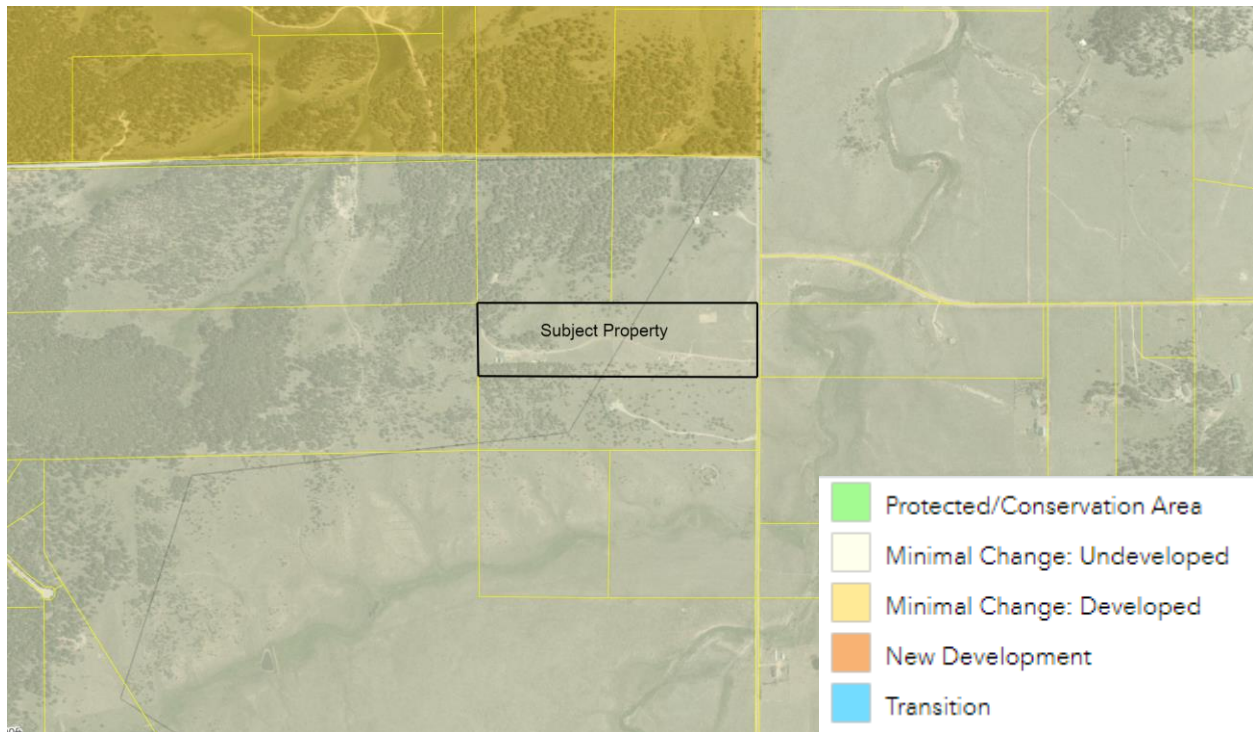 Subject Property
Protected/Conservation Area
Minimal Change: Undeveloped
Minimal Change: Developed
New Development
Transition